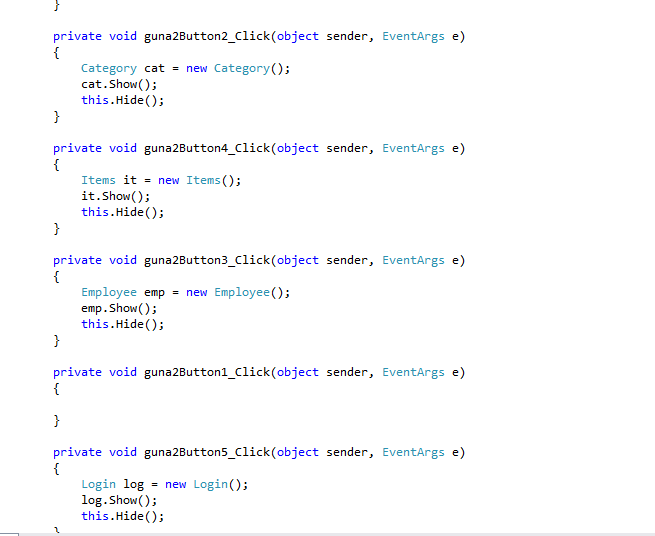 }
private void guna2Button2_Click(object sender, EventArgs e)
{
Category cat = new Category();
cat.Show();
this.Hide();
}
private void guna2Button4_Click(object sender, EventArgs e)
{
Items it = new Items();
it.Show();
this.Hide();
}
private void guna2Button3_Click(object sender, EventArgs e)
{
Employee emp = new Employee();
emp.Show();
this.Hide();
}
private void guna2Button1_Click(object sender, EventArgs e)
{
}
private void guna2Button5_Click(object sender, EventArgs e)
{
Login log = new Login();
log.Show();
this.Hide();
}